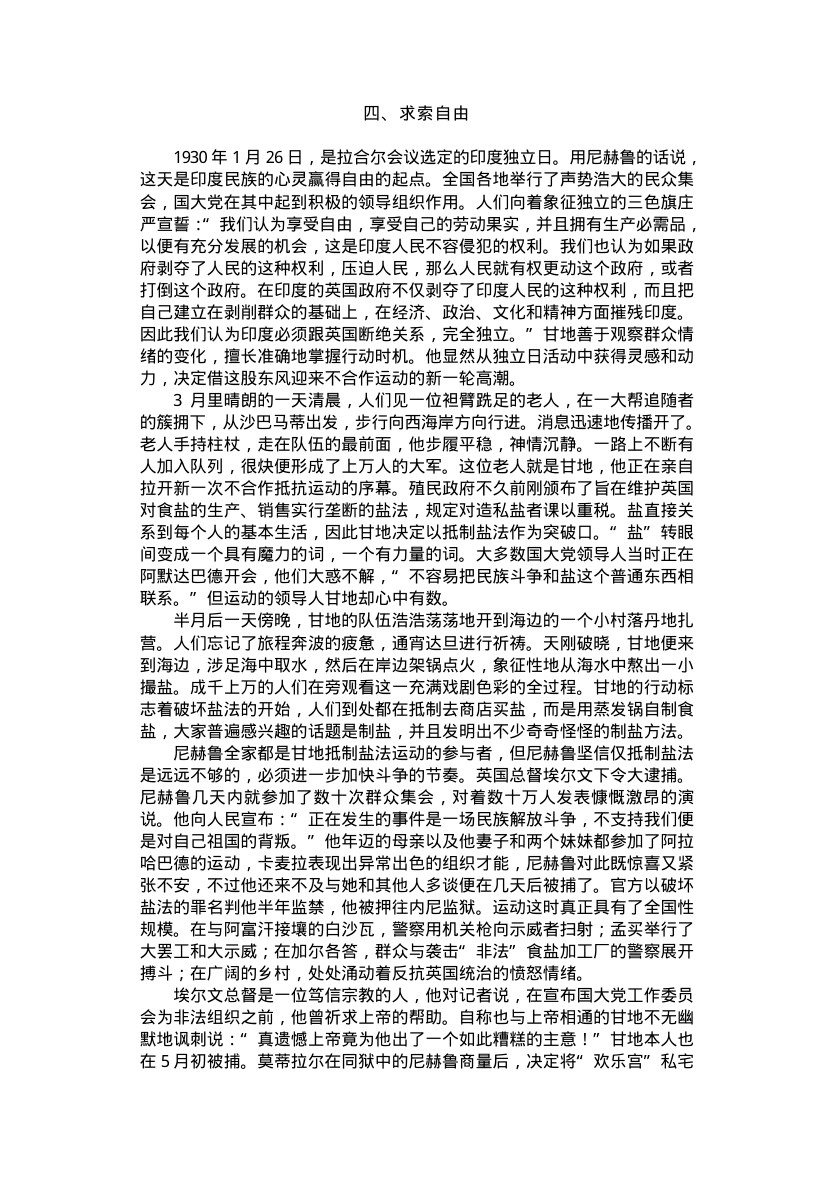 四、求索自由
1930 年 1 月 26 日，是拉合尔会议选定的印度独立日。用尼赫鲁的话说，
这天是印度民族的心灵赢得自由的起点。全国各地举行了声势浩大的民众集
会，国大党在其中起到积极的领导组织作用。人们向着象征独立的三色旗庄
严宣誓：“ 我们认为享受自由，享受自己的劳动果实，并且拥有生产必需品，
以便有充分发展的机会，这是印度人民不容侵犯的权利。我们也认为如果政
府剥夺了人民的这种权利，压迫人民，那么人民就有权更动这个政府，或者
打倒这个政府。在印度的英国政府不仅剥夺了印度人民的这种权利，而且把
自己建立在剥削群众的基础上，在经济、政治、文化和精神方面摧残印度。
因此我们认为印度必须跟英国断绝关系，完全独立。” 甘地善于观察群众情
绪的变化，擅长准确地掌握行动时机。他显然从独立日活动中获得灵感和动
力，决定借这股东风迎来不合作运动的新一轮高潮。
3 月里晴朗的一天清晨，人们见一位袒臂跣足的老人，在一大帮追随者
的簇拥下，从沙巴马蒂出发，步行向西海岸方向行进。消息迅速地传播开了。
老人手持柱杖，走在队伍的最前面，他步履平稳，神情沉静。一路上不断有
人加入队列，很快便形成了上万人的大军。这位老人就是甘地，他正在亲自
拉开新一次不合作抵抗运动的序幕。殖民政府不久前刚颁布了旨在维护英国
对食盐的生产、销售实行垄断的盐法，规定对造私盐者课以重税。盐直接关
系到每个人的基本生活，因此甘地决定以抵制盐法作为突破口。“ 盐” 转眼
间变成一个具有魔力的词，一个有力量的词。大多数国大党领导人当时正在
阿默达巴德开会，他们大惑不解，“ 不容易把民族斗争和盐这个普通东西相
联系。” 但运动的领导人甘地却心中有数。
半月后一天傍晚，甘地的队伍浩浩荡荡地开到海边的一个小村落丹地扎
营。人们忘记了旅程奔波的疲惫，通宵达旦进行祈祷。天刚破晓，甘地便来
到海边，涉足海中取水，然后在岸边架锅点火，象征性地从海水中熬出一小
撮盐。成千上万的人们在旁观看这一充满戏剧色彩的全过程。甘地的行动标
志着破坏盐法的开始，人们到处都在抵制去商店买盐，而是用蒸发锅自制食
盐，大家普遍感兴趣的话题是制盐，并且发明出不少奇奇怪怪的制盐方法。
尼赫鲁全家都是甘地抵制盐法运动的参与者，但尼赫鲁坚信仅抵制盐法
是远远不够的，必须进一步加快斗争的节奏。英国总督埃尔文下令大逮捕。
尼赫鲁几天内就参加了数十次群众集会，对着数十万人发表慷慨激昂的演
说。他向人民宣布：“ 正在发生的事件是一场民族解放斗争，不支持我们便
是对自己祖国的背叛。” 他年迈的母亲以及他妻子和两个妹妹都参加了阿拉
哈巴德的运动，卡麦拉表现出异常出色的组织才能，尼赫鲁对此既惊喜又紧
张不安，不过他还来不及与她和其他人多谈便在几天后被捕了。官方以破坏
盐法的罪名判他半年监禁，他被押往内尼监狱。运动这时真正具有了全国性
规模。在与阿富汗接壤的白沙瓦，警察用机关枪向示威者扫射；孟买举行了
大罢工和大示威；在加尔各答，群众与袭击“ 非法” 食盐加工厂的警察展开
搏斗；在广阔的乡村，处处涌动着反抗英国统治的愤怒情绪。
埃尔文总督是一位笃信宗教的人，他对记者说，在宣布国大党工作委员
会为非法组织之前，他曾祈求上帝的帮助。自称也与上帝相通的甘地不无幽
默地讽刺说：“ 真遗憾上帝竟为他出了一个如此糟糕的主意！” 甘地本人也
在 5 月初被捕。莫蒂拉尔在同狱中的尼赫鲁商量后，决定将“ 欢乐宫” 私宅